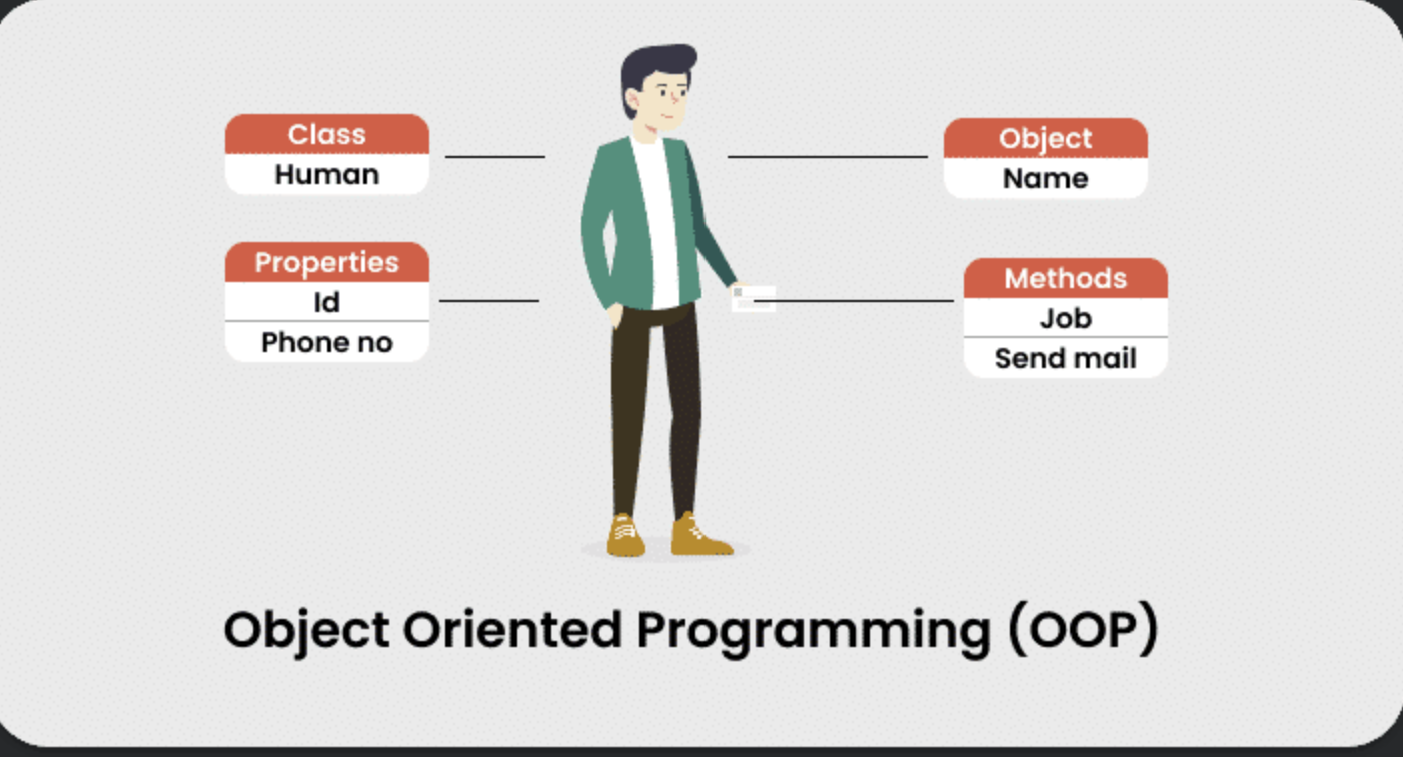 Class
Human
Properties
Id
Phone no
Object
Name
Methods
Job
Send mail
Object Oriented Programming (OOP)